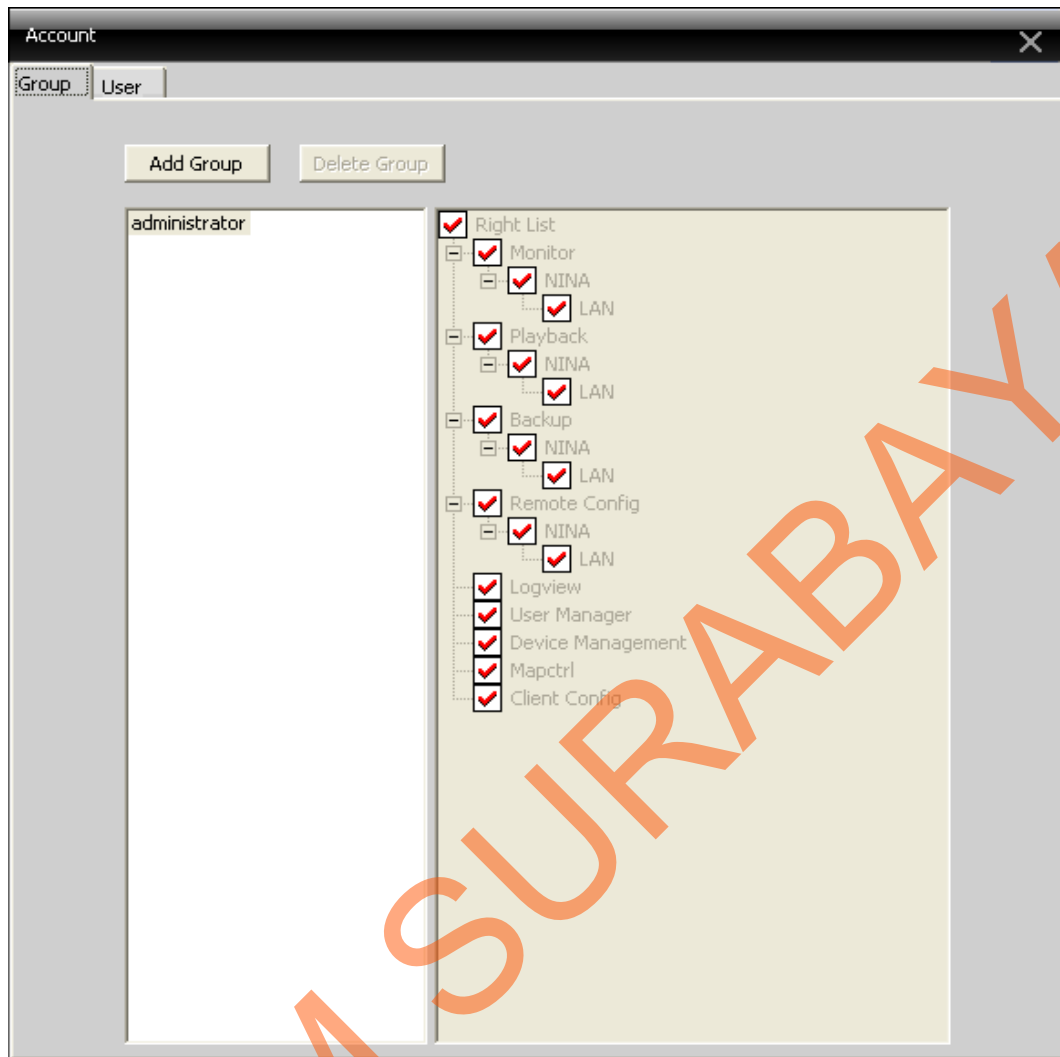 Account
Group User
Add Group Delete Group
administrator
Right List
Monitor
NINA
LAN
Playback
NINA
LAN
Backup
NINA
LAN
Remote Config
NINA
LAN
Logview
User Manager
Device Management
Mapctrl
Client Config
M SURABAYA